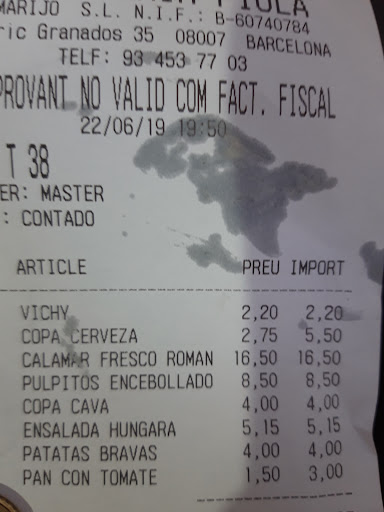 MARIJO S.L. N.I.F.: B-60740784
ric Granados 35 08007 BARCELONA
TELF: 93 453 77 03
PROVANT NO VALID COM FACT. FISCAL
22/06/19 19:50
T 38
ER: MASTER
: CONTADO
ARTICLE PREU IMPORT
VICHY 2,20 2,20
COPA CERVEZA 2,75 5,50
CALAMAR FRESCO ROMAN 16,50 16,50
PULPITOS ENCEBOLLADO 8,50 8,50
COPA CAVA 4,00 4,00
ENSALADA HUNGARA 5,15 5,15
PATATAS BRAVAS 4,00 4,00
PAN CON TOMATE 1,50 3,00